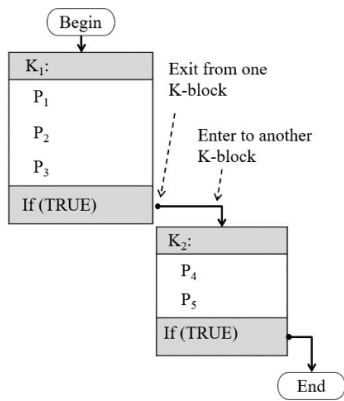 Begin
K₁:
P₁
P₂
P₃
If (TRUE)
Exit from one
K-block
Enter to another
K-block
K₂:
P₄
P₅
If (TRUE)
End